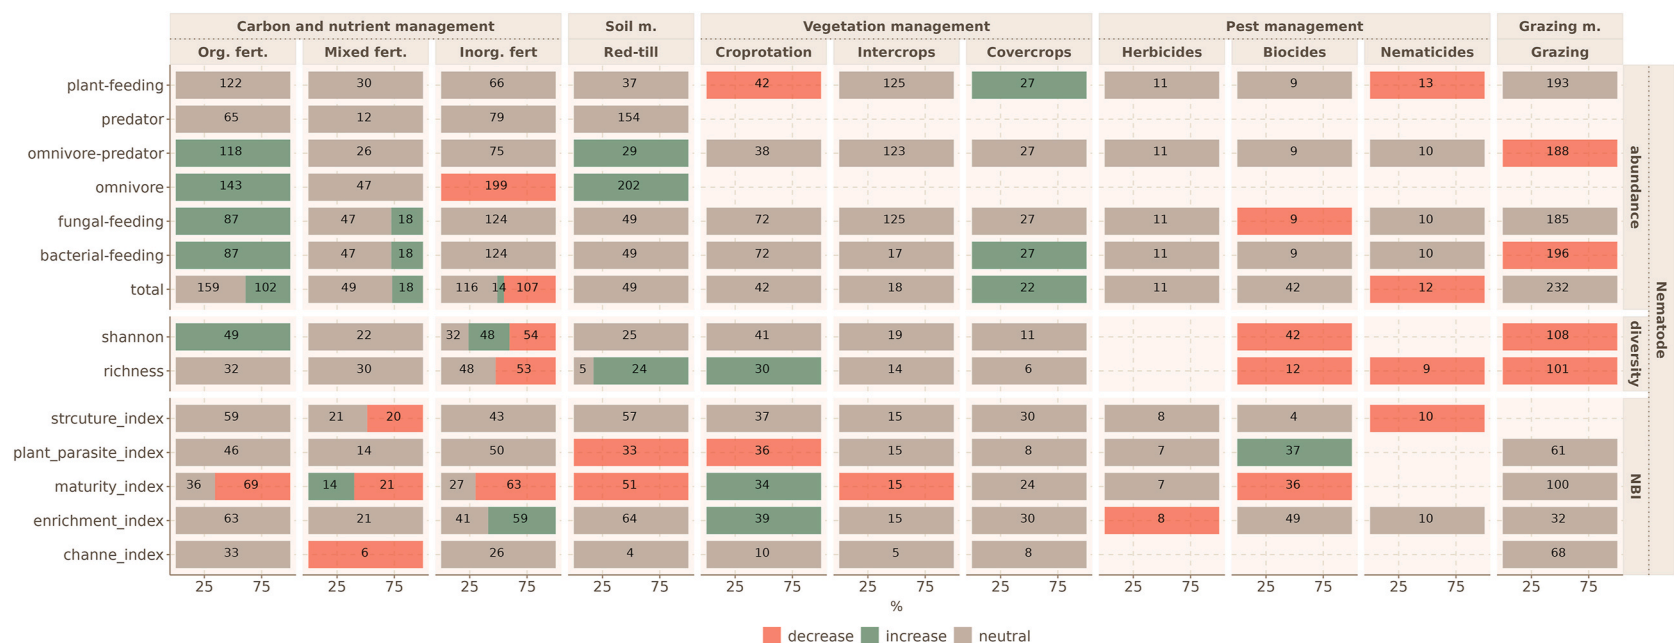 Carbon and nutrient management Soil m. Vegetation management Pest management Grazing m.
Org. fert. Mixed fert. Inorg. fert Red-till Croprotation Intercrops Covercrops Herbicides Biocides Nematicides Grazing
plant-feeding 122 30 66 37 42 125 27 11 9 13 193
predator 65 12 79 154
omnivore-predator 118 26 75 29 38 123 27 11 9 10 188
omnivore 143 47 199 202
fungal-feeding 87 47 18 124 49 72 125 27 11 9 10 185
bacterial-feeding 87 47 18 124 49 72 17 27 11 9 10 196
total 159 102 49 18 116 14 107 49 42 18 22 11 42 12 232
abundance
shannon 49 22 32 48 54 25 41 19 11 42 108
richness 32 30 48 53 5 24 30 14 6 12 9 101
diversity
Nematode
strcuture_index 59 21 20 43 57 37 15 30 8 4 10
plant_parasite_index 46 14 50 33 36 15 8 7 37 61
maturity_index 36 69 14 21 27 63 51 34 15 24 7 36 100
enrichment_index 63 21 41 59 64 39 15 30 8 49 10 32
channe_index 33 6 26 4 10 5 8 68
NBI
25 75 25 75 25 75 25 75 25 75 25 75 25 75 25 75 25 75 25 75 25 75
%
decrease increase neutral